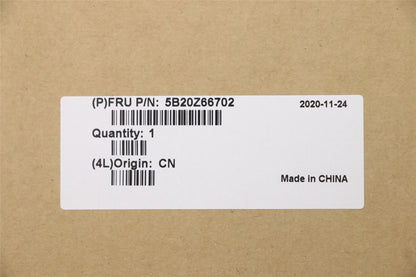 (P)FRU P/N: 5B20Z66702 2020-11-24
Quantity: 1
(4L)Origin: CN
Made in CHINA